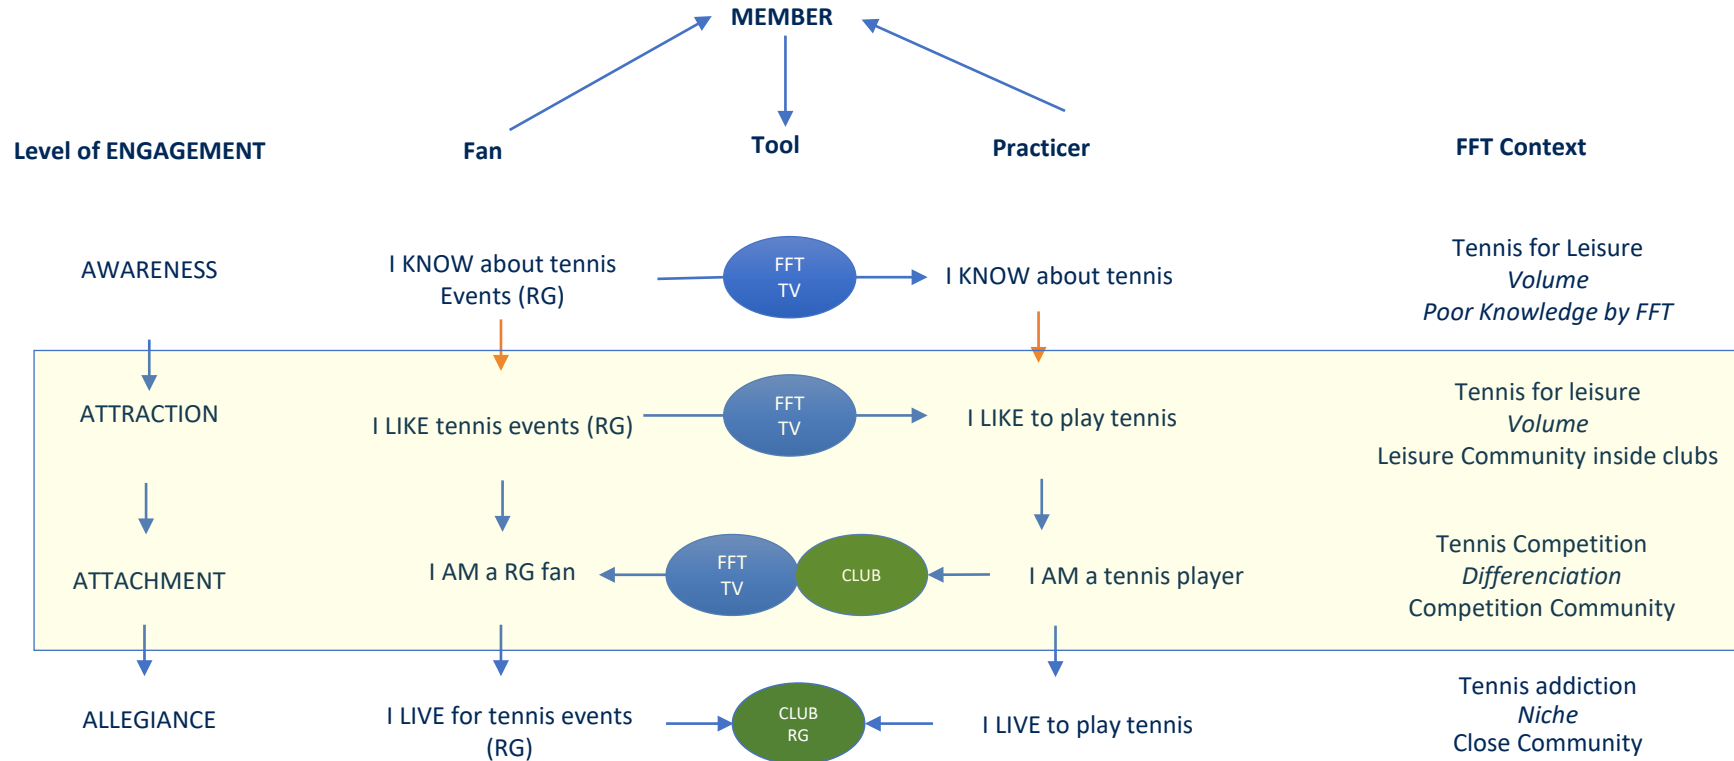 MEMBER
Level of ENGAGEMENT
Fan
Tool
Practicer
FFT Context
AWARENESS
I KNOW about tennis
Events (RG)
FFT
TV
I KNOW about tennis
Tennis for Leisure
Volume
Poor Knowledge by FFT
ATTRACTION
I LIKE tennis events (RG)
FFT
TV
I LIKE to play tennis
Tennis for leisure
Volume
Leisure Community inside clubs
ATTACHMENT
I AM a RG fan
FFT
TV
CLUB
I AM a tennis player
Tennis Competition
Differenciation
Competition Community
ALLEGIANCE
I LIVE for tennis events
(RG)
CLUB
RG
I LIVE to play tennis
Tennis addiction
Niche
Close Community